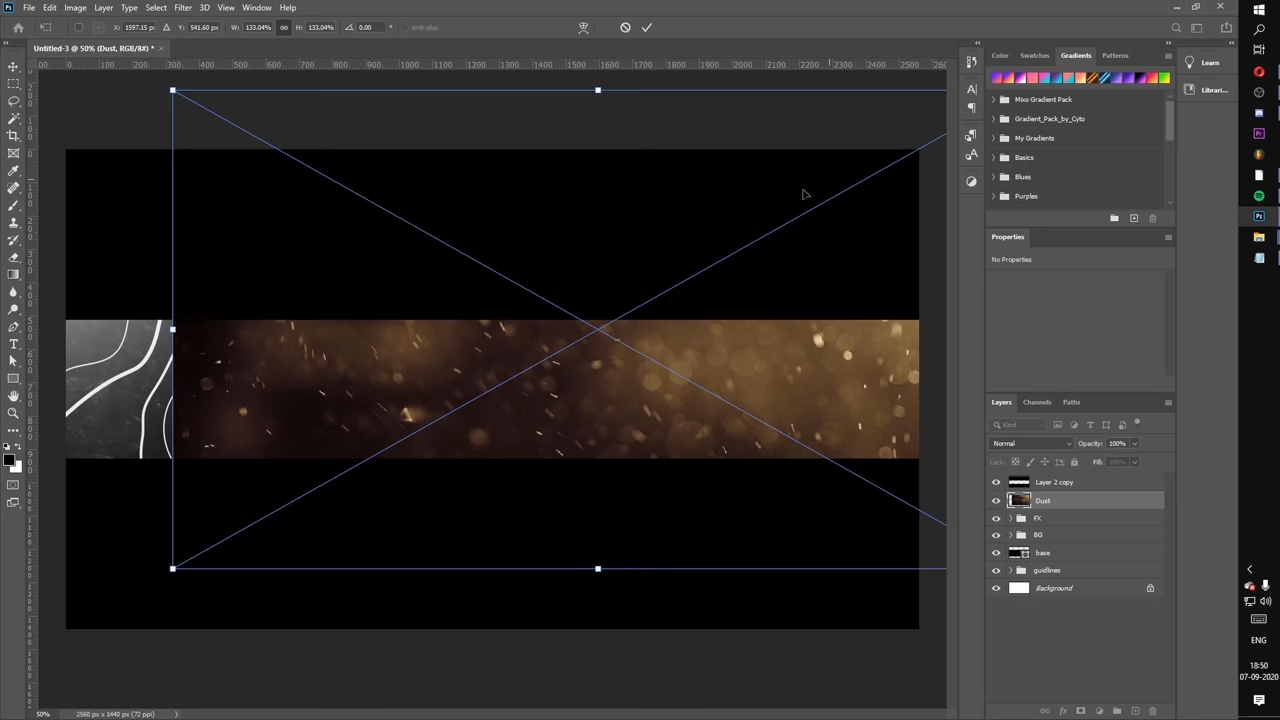 File Edit Image Layer Type Select Filter 3D View Window Help
X: 1597.15 px Y: 541.60 px W: 133.04% H: 133.04% 0.00 ° Anti-alias
Untitled-3 @ 50% (Dust, RGB/8#) * ×
Color Swatches Gradients Patterns
Learn
Librari...
Mixo Gradient Pack
Gradient_Pack_by_Cyto
My Gradients
Basics
Blues
Purples
Properties
No Properties
Layers Channels Paths
Kind
Normal Opacity: 100%
Lock: Fill: 100%
Layer 2 copy
Dust
FX
BG
base
guidlines
Background
50% 2560 px x 1440 px (72 ppi)
ENG
18:50
07-09-2020